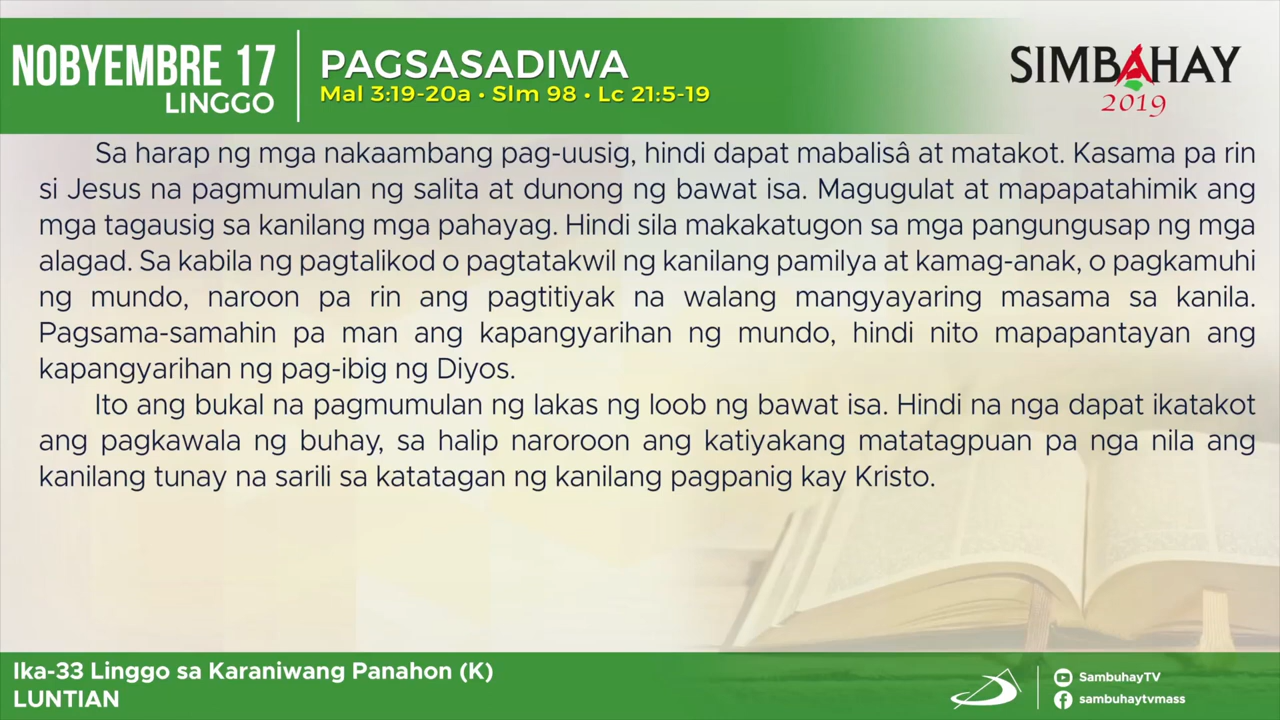 NOBYEMBRE 17
LINGGO
PAGSASADIWA
Mal 3:19-20a • Slm 98 • Lc 21:5-19
SIMBAHAY
2019
Sa harap ng mga nakaambang pag-uusig, hindi dapat mabalisâ at matakot. Kasama pa rin
si Jesus na pagmumulan ng salita at dunong ng bawat isa. Magugulat at mapapatahimik ang
mga tagausig sa kanilang mga pahayag. Hindi sila makakatugon sa mga pangungusap ng mga
alagad. Sa kabila ng pagtalikod o pagtatakwil ng kanilang pamilya at kamag-anak, o pagkamuhi
ng mundo, naroon pa rin ang pagtitiyak na walang mangyayaring masama sa kanila.
Pagsama-samahin pa man ang kapangyarihan ng mundo, hindi nito mapapantayan ang
kapangyarihan ng pag-ibig ng Diyos.
Ito ang bukal na pagmumulan ng lakas ng loob ng bawat isa. Hindi na nga dapat ikatakot
ang pagkawala ng buhay, sa halip naroroon ang katiyakang matatagpuan pa nga nila ang
kanilang tunay na sarili sa katatagan ng kanilang pagpanig kay Kristo.
Ika-33 Linggo sa Karaniwang Panahon (K)
LUNTIAN
SambuhayTV
sambuhaytvmass